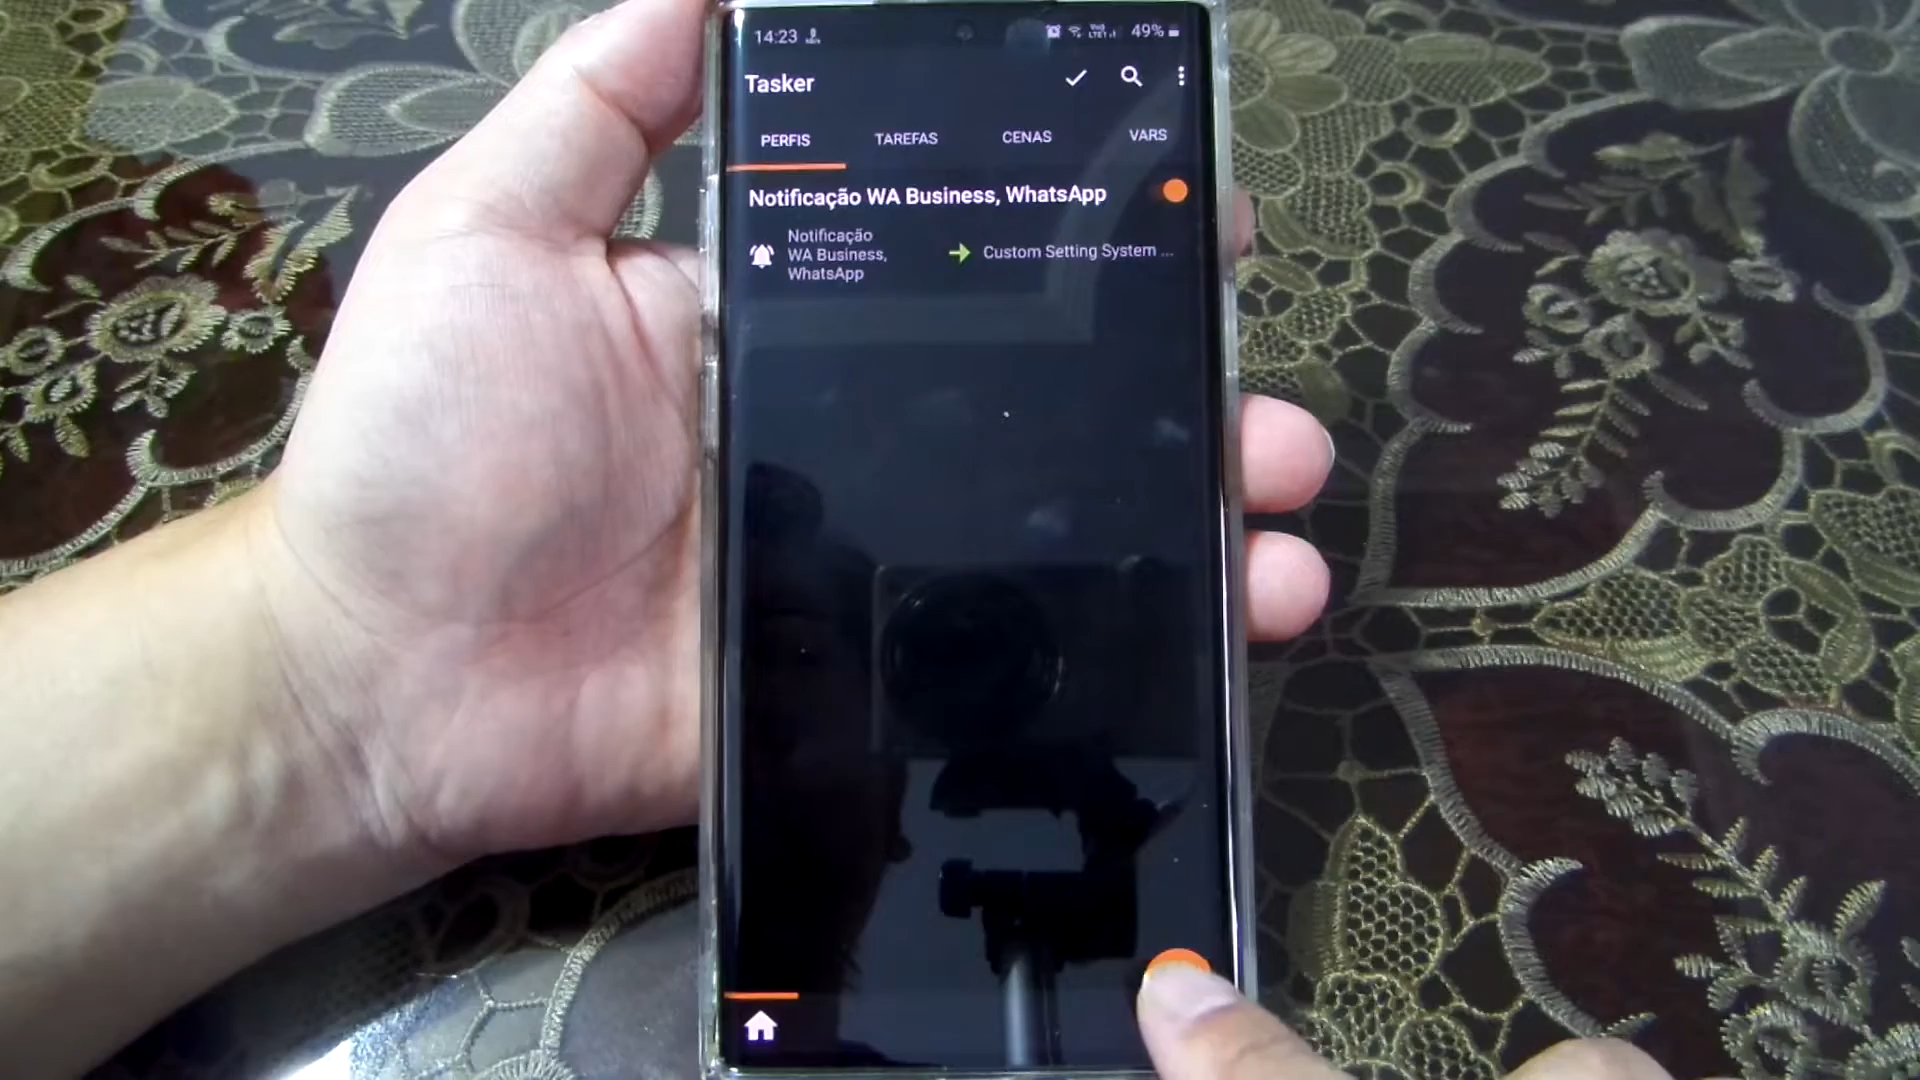 14:23
49%
Tasker
PERFIS TAREFAS CENAS VARS
Notificação WA Business, WhatsApp
Notificação
WA Business,
WhatsApp
Custom Setting System ...